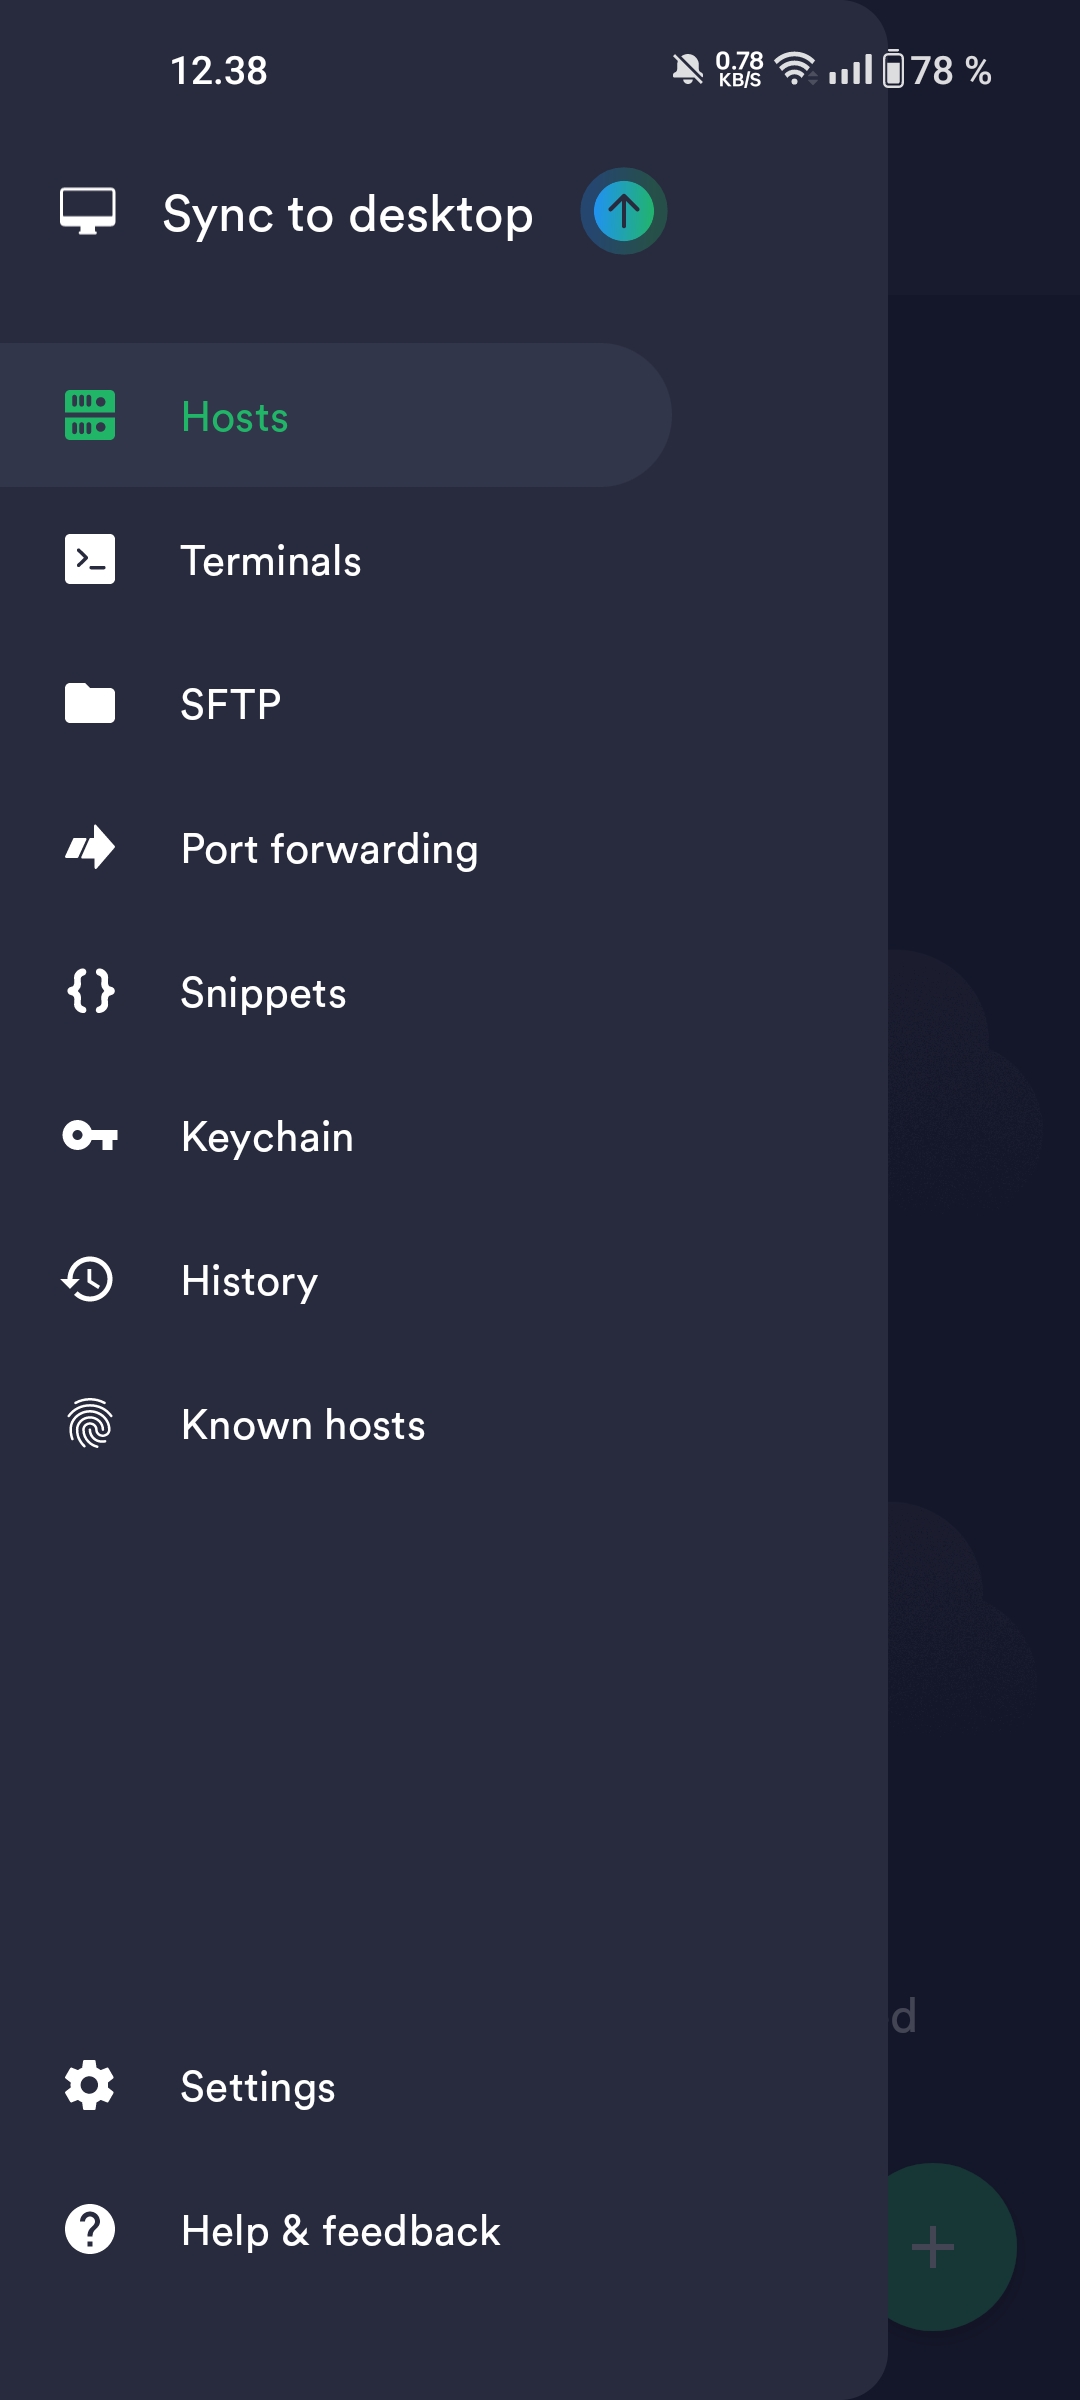 12.38
0.78
KB/S
78 %
Sync to desktop
Hosts
Terminals
SFTP
Port forwarding
Snippets
Keychain
History
Known hosts
d
Settings
Help & feedback